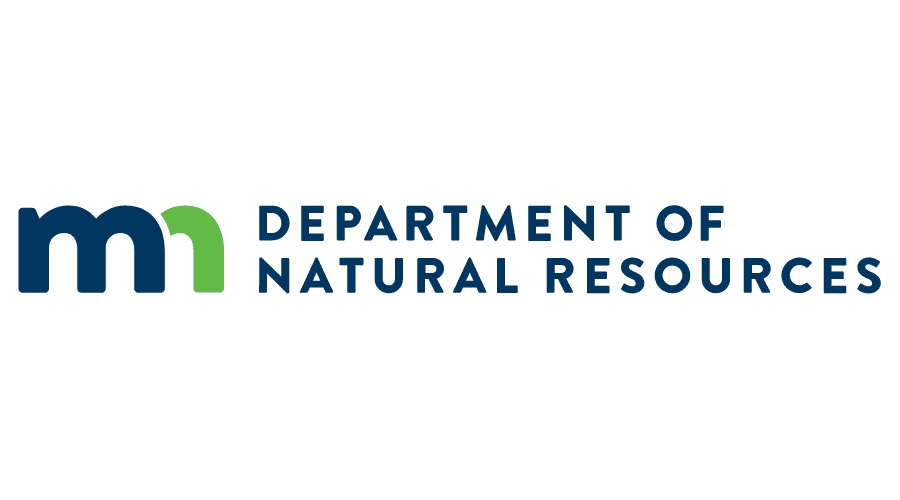 mn
DEPARTMENT OF
NATURAL RESOURCES